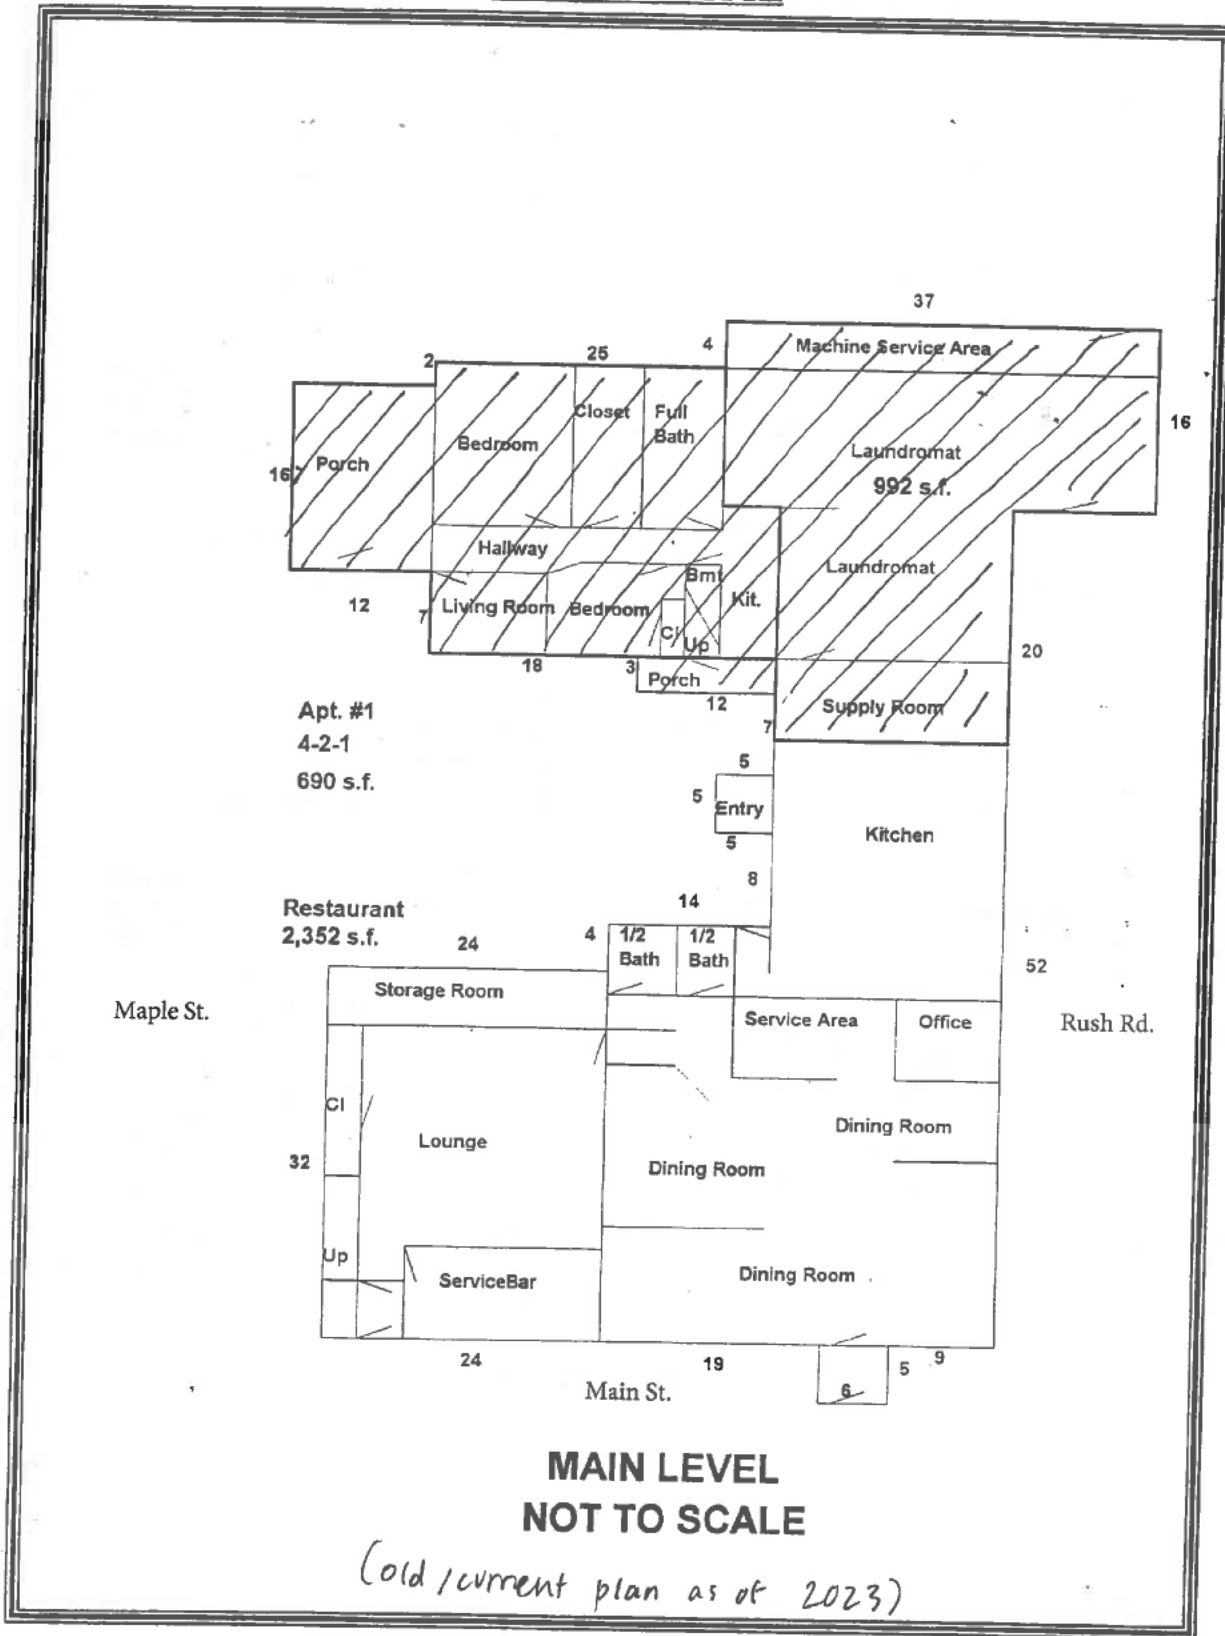 37
Machine Service Area
4
25
2
Closet
Full
Bath
Bedroom
16
Laundromat
992 s.f.
16
Porch
Hallway
Laundromat
Bmt
Kit.
12
7
Living Room
Bedroom
Cl
Up
20
18
3
Porch
12
Supply Room
7
Apt. #1
4-2-1
690 s.f.
5
5
Entry
5
Kitchen
8
14
Restaurant
2,352 s.f.
24
4
1/2
Bath
1/2
Bath
52
Storage Room
Maple St.
Service Area
Office
Rush Rd.
Cl
Lounge
Dining Room
32
Dining Room
Up
ServiceBar
Dining Room
24
19
5
9
6
Main St.
MAIN LEVEL
NOT TO SCALE
(old / current plan as of 2023)